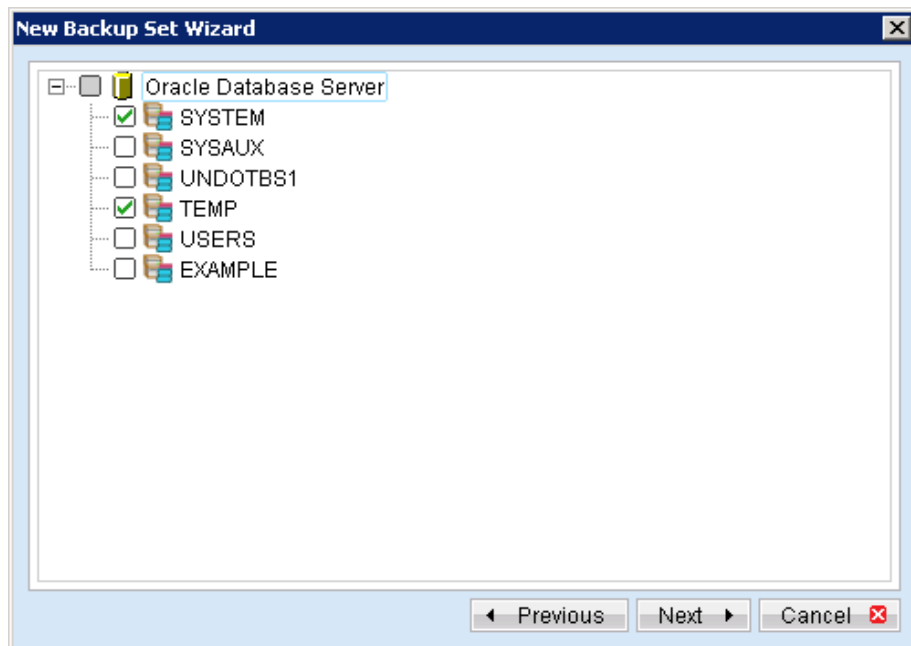 New Backup Set Wizard
Oracle Database Server
SYSTEM
SYSAUX
UNDOTBS1
TEMP
USERS
EXAMPLE
Previous Next Cancel